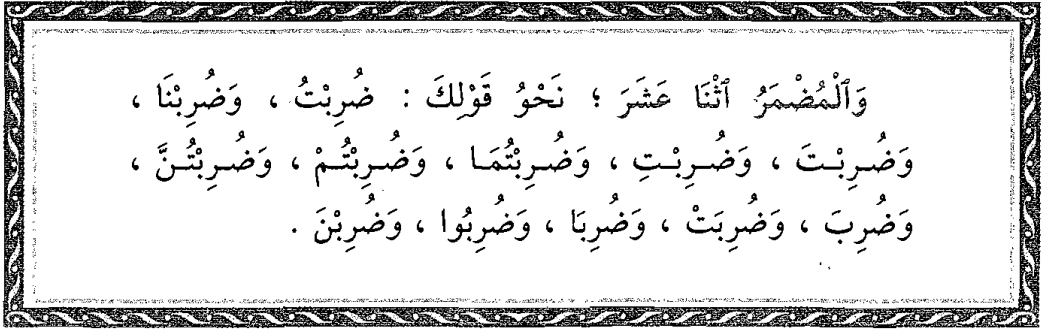 وَٱلْمُضْمَرُ ٱثْنَا عَشَرَ ؛ نَحْوُ قَوْلِكَ : ضُرِبْتُ ، وَضُرِبْنَا ،
وَضُرِبْتَ ، وَضُرِبْتِ ، وَضُرِبْتُمَا ، وَضُرِبْتُمْ ، وَضُرِبْتُنَّ ،
وَضُرِبَ ، وَضُرِبَتْ ، وَضُرِبَا ، وَضُرِبُوا ، وَضُرِبْنَ .